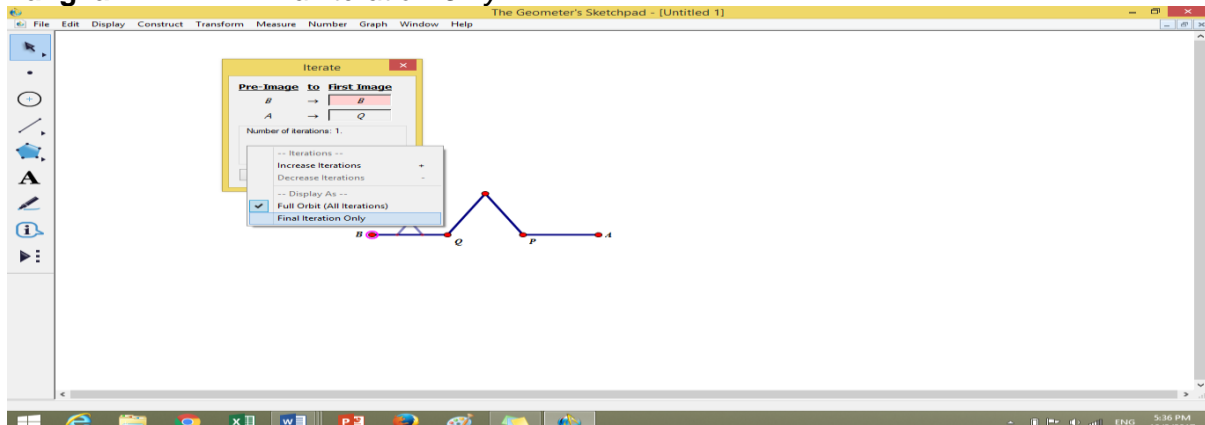 The Geometer's Sketchpad - [Untitled 1]
File Edit Display Construct Transform Measure Number Graph Window Help
Iterate
Pre-Image to First Image
B → B
A → Q
Number of iterations: 1.
-- Iterations --
Increase Iterations +
Decrease Iterations -
-- Display As --
Full Orbit (All Iterations)
Final Iteration Only
B Q P A
A
ENG 5:36 PM